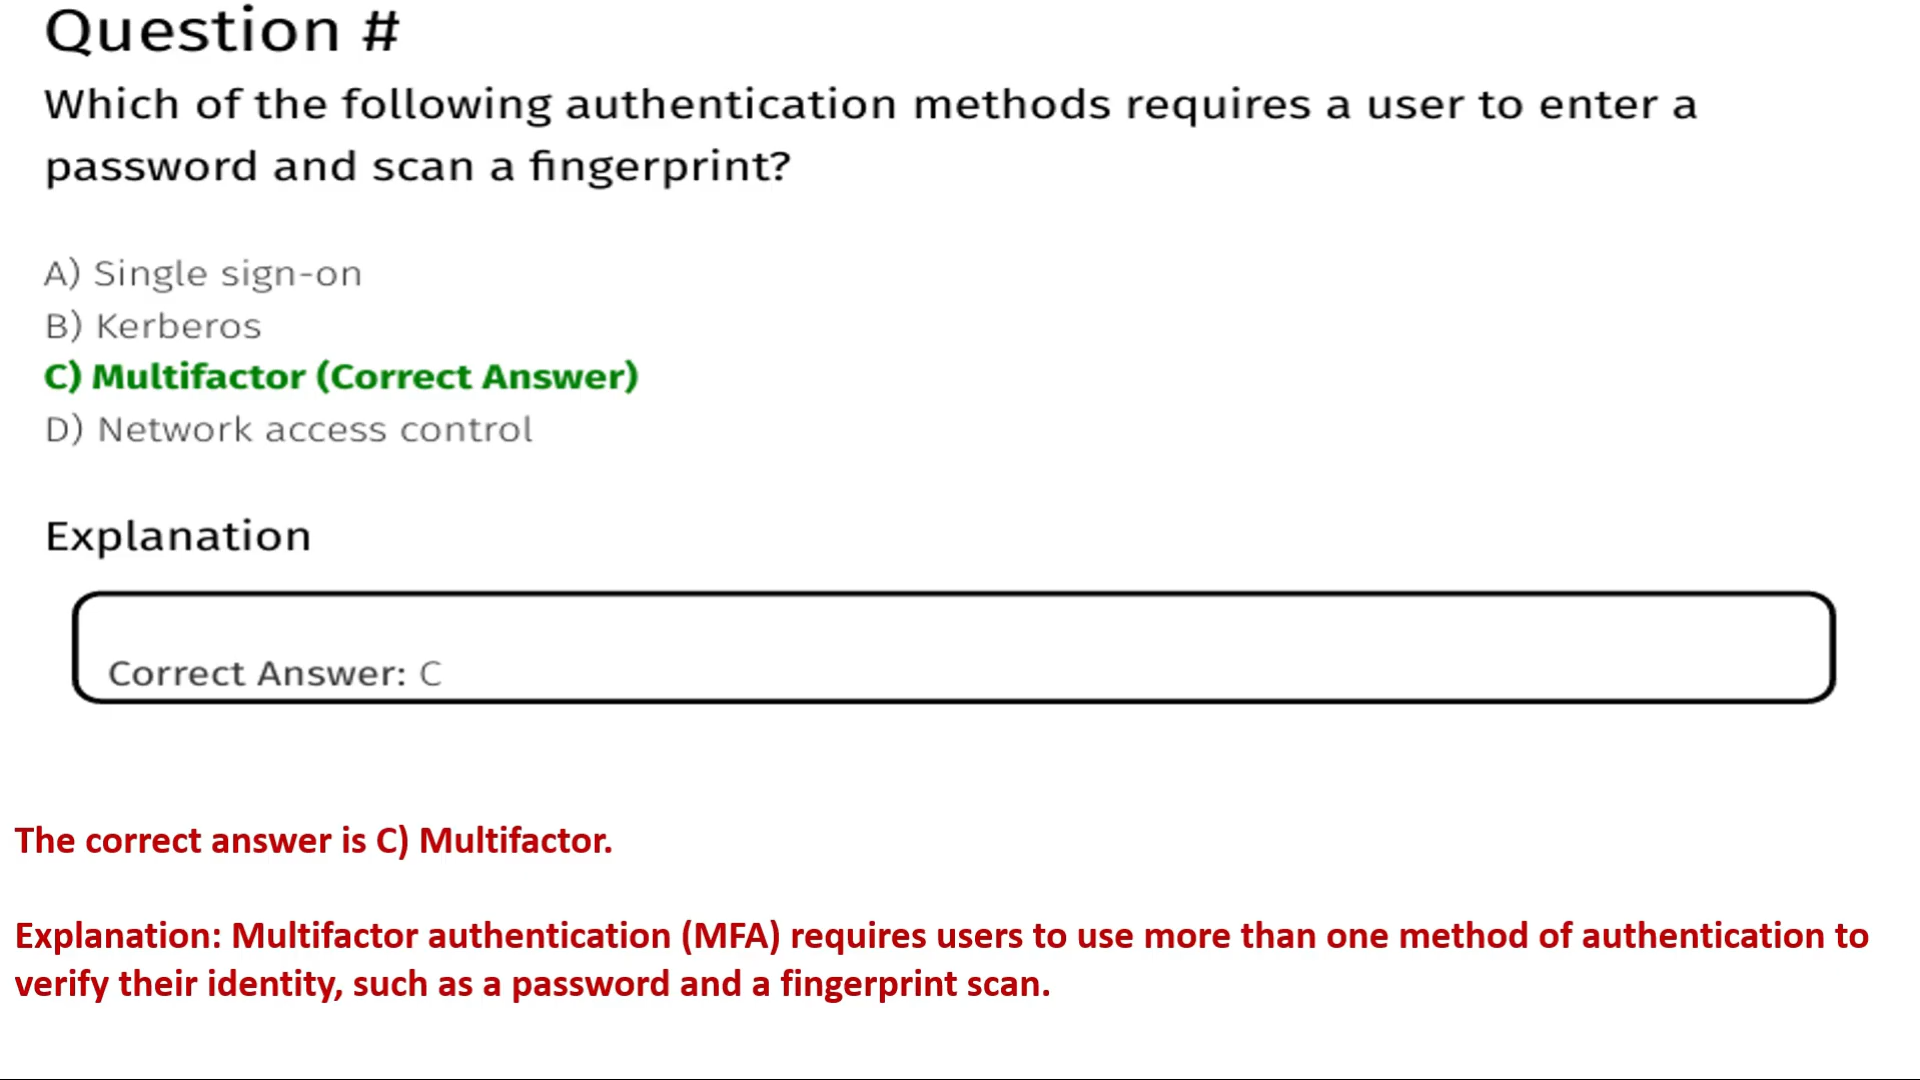 Question #
Which of the following authentication methods requires a user to enter a
password and scan a fingerprint?
A) Single sign-on
B) Kerberos
C) Multifactor (Correct Answer)
D) Network access control
Explanation
Correct Answer: C
The correct answer is C) Multifactor.
Explanation: Multifactor authentication (MFA) requires users to use more than one method of authentication to
verify their identity, such as a password and a fingerprint scan.